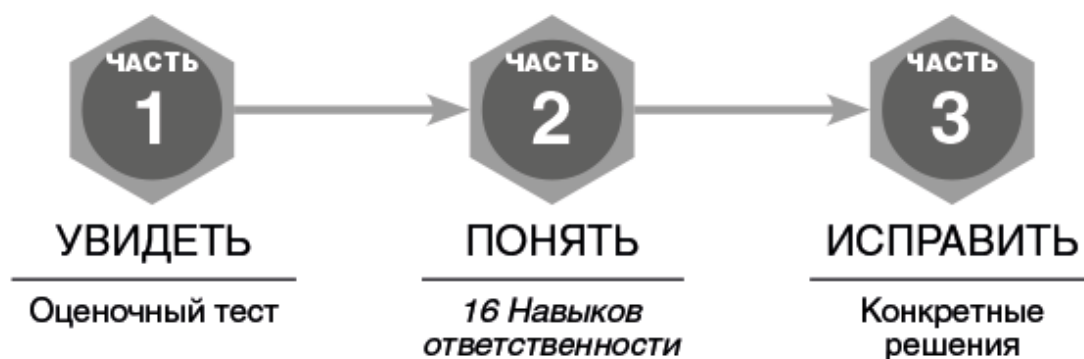 ЧАСТЬ
1
УВИДЕТЬ
Оценочный тест
ЧАСТЬ
2
ПОНЯТЬ
16 Навыков
ответственности
ЧАСТЬ
3
ИСПРАВИТЬ
Конкретные
решения